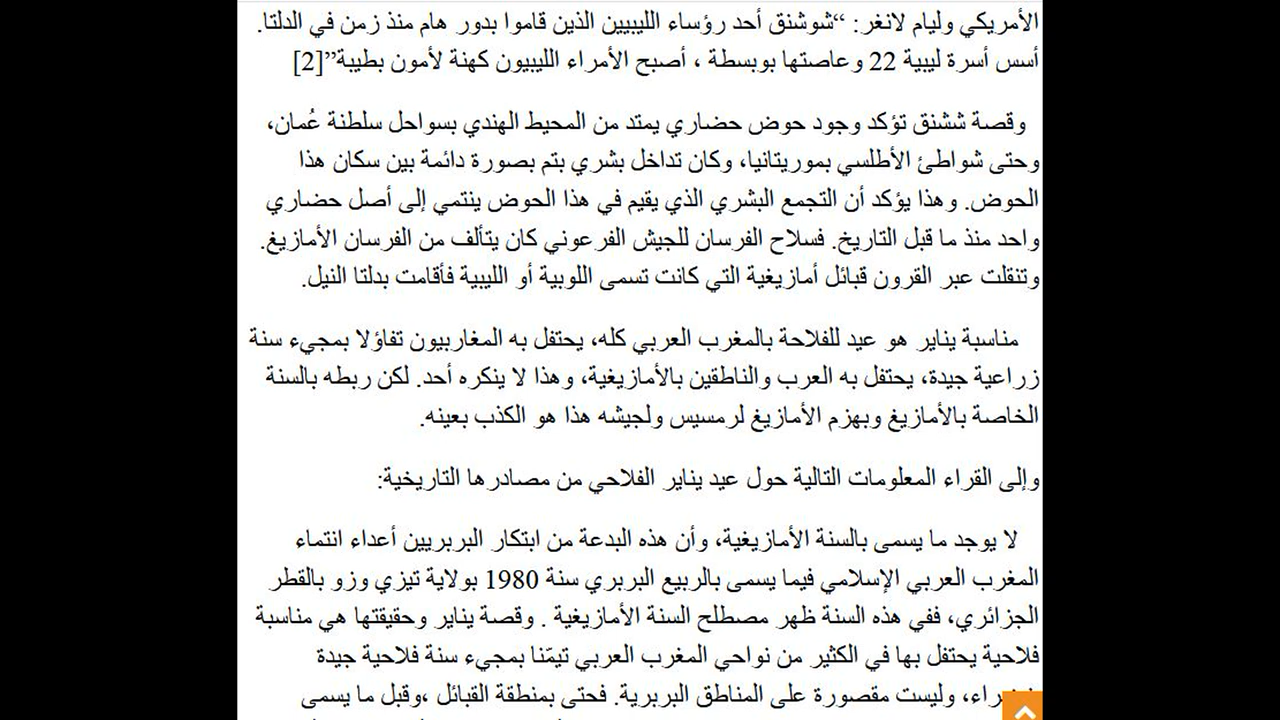 الأمريكي وليام لانغر: “شوشنق أحد رؤساء الليبيين الذين قاموا بدور هام منذ زمن في الدلتا.
أسس أسرة ليبية 22 وعاصتها بوبسطة ، أصبح الأمراء الليبيون كهنة لأمون بطيبة”[2]
وقصة ششنق تؤكد وجود حوض حضاري يمتد من المحيط الهندي بسواحل سلطنة عُمان،
وحتى شواطئ الأطلسي بموريتانيا، وكان تداخل بشري بتم بصورة دائمة بين سكان هذا
الحوض. وهذا يؤكد أن التجمع البشري الذي يقيم في هذا الحوض ينتمي إلى أصل حضاري
واحد منذ ما قبل التاريخ. فسلاح الفرسان للجيش الفرعوني كان يتألف من الفرسان الأمازيغ.
وتنقلت عبر القرون قبائل أمازيغية التي كانت تسمى اللوبية أو الليبية فأقامت بدلتا النيل.
مناسبة يناير هو عيد للفلاحة بالمغرب العربي كله، يحتفل به المغاربيون تفاؤلا بمجيء سنة
زراعية جيدة، يحتفل به العرب والناطقين بالأمازيغية، وهذا لا ينكره أحد. لكن ربطه بالسنة
الخاصة بالأمازيغ وبهزم الأمازيغ لرمسيس ولجيشه هذا هو الكذب بعينه.
وإلى القراء المعلومات التالية حول عيد يناير الفلاحي من مصادرها التاريخية:
لا يوجد ما يسمى بالسنة الأمازيغية، وأن هذه البدعة من ابتكار البربريين أعداء انتماء
المغرب العربي الإسلامي فيما يسمى بالربيع البربري سنة 1980 بولاية تيزي وزو بالقطر
الجزائري، ففي هذه السنة ظهر مصطلح السنة الأمازيغية . وقصة يناير وحقيقتها هي مناسبة
فلاحية يحتفل بها في الكثير من نواحي المغرب العربي تيمّنا بمجيء سنة فلاحية جيدة
وليست مقصورة على المناطق البربرية. فحتى بمنطقة القبائل ،وقبل ما يسمى